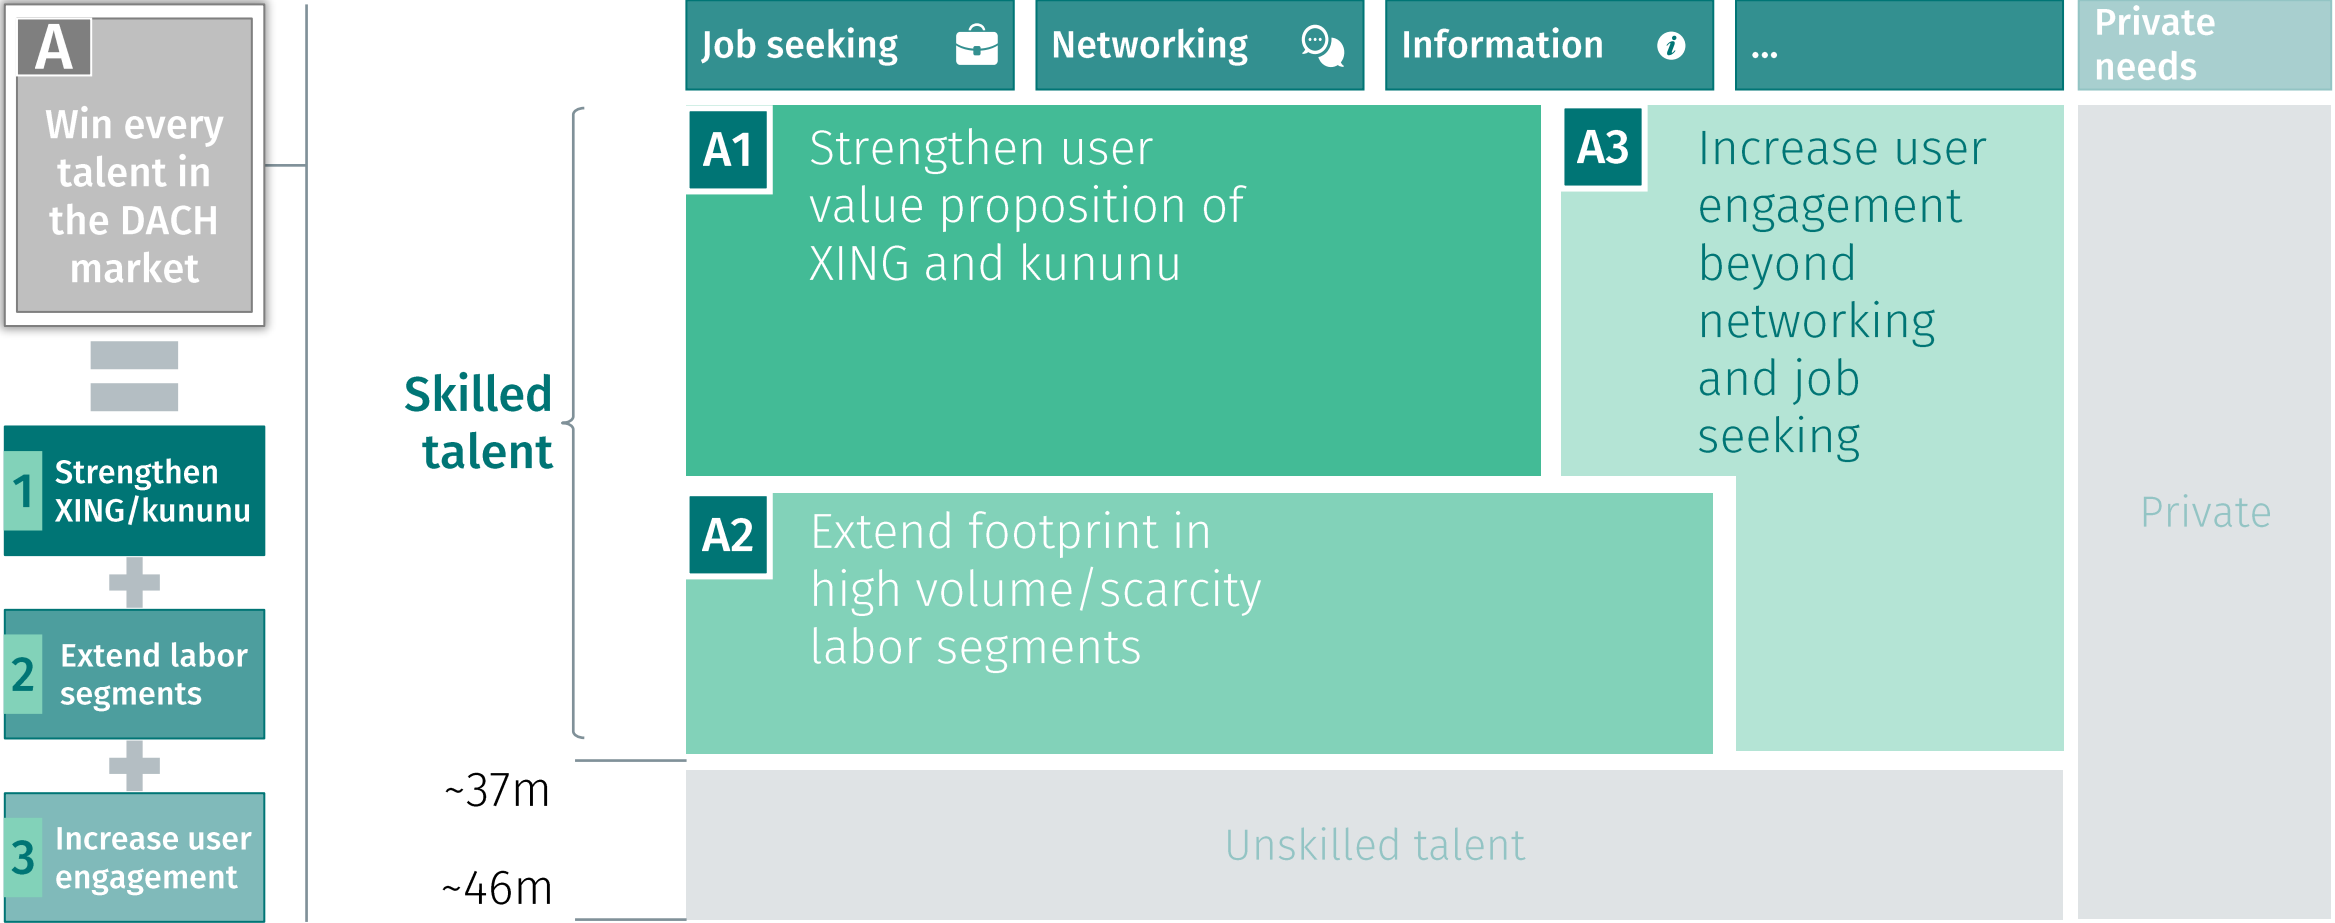 A
Win every
talent in
the DACH
market
1
Strengthen
XING/kununu
2
Extend labor
segments
3
Increase user
engagement
Job seeking
Networking
Information
...
Private
needs
Skilled
talent
A1
Strengthen user
value proposition of
XING and kununu
A3
Increase user
engagement
beyond
networking
and job
seeking
A2
Extend footprint in
high volume/scarcity
labor segments
Private
~37m
Unskilled talent
~46m